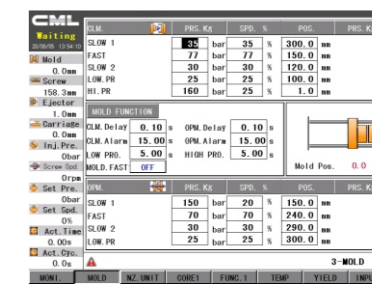 CML
Waiting
20/08/05 13:54:10
Mold
0. 0mm
Screw
158. 3mm
Ejector
1. 0mm
Carriage
0. 0mm
Inj. Pre.
0bar
Screw Spd.
0rpm
Set Pre.
0bar
Set Spd.
0%
Act. Time
0. 00s
Act. Cyc.
0. 0s
CLM. PRS. Kg SPD. % POS. PRS. K
SLOW 1 35 bar 35 % 300. 0 mm
FAST 77 bar 77 % 150. 0 mm
SLOW 2 30 bar 30 % 120. 0 mm
LOW. PR 25 bar 25 % 100. 0 mm
HI. PR 160 bar 25 % 1. 0 mm
MOLD FUNCTION
CLM. Delay 0. 10 s OPM. Delay 0. 10 s
CLM. Alarm 15. 00 s OPM. Alarm 15. 00 s
LOW PRO. 5. 00 s HIGH PRO. 5. 00 s
MOLD. FAST OFF
Mold Pos. 0. 0
OPM. PRS. Kg SPD. % POS. PRS. K
SLOW 1 150 bar 20 % 150. 0 mm
FAST 70 bar 70 % 240. 0 mm
SLOW 2 30 bar 30 % 290. 0 mm
LOW. PR 25 bar 25 % 300. 0 mm
3-MOLD
MONI. MOLD NZ. UNIT CORE1 FUNC. 1 TEMP YIELD INPU